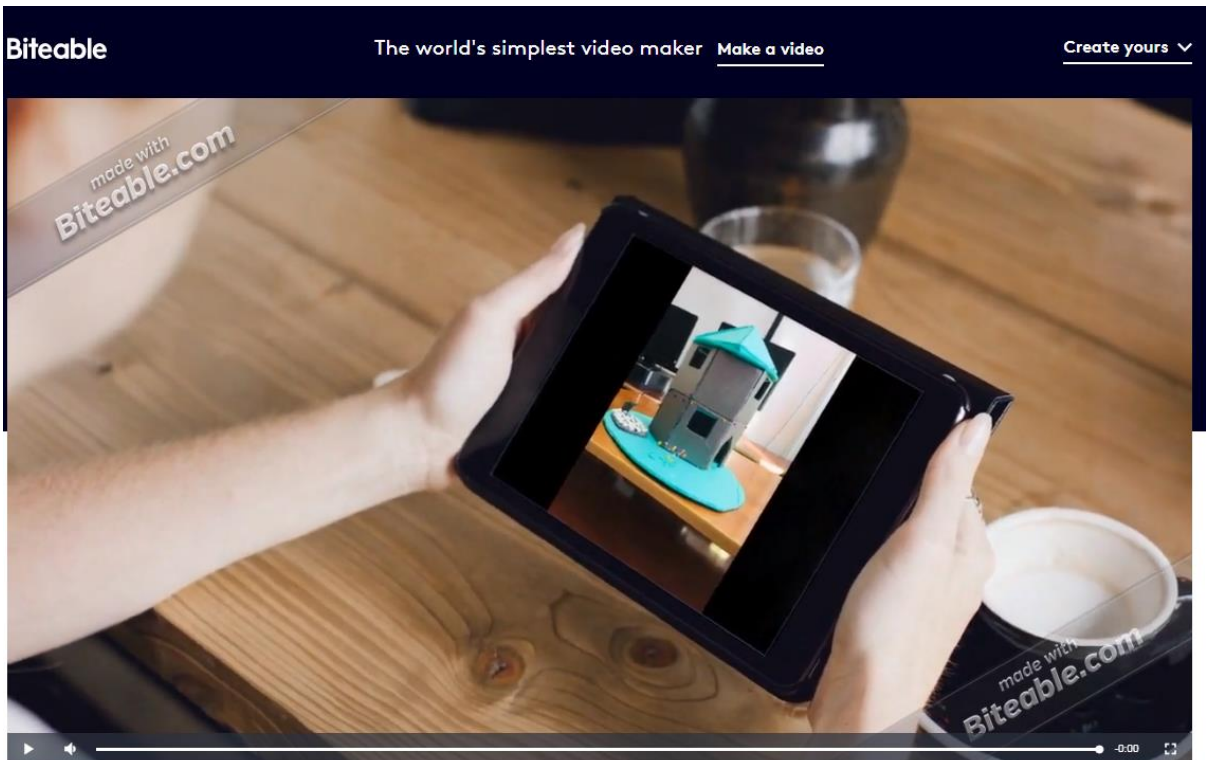 Biteable
The world's simplest video maker Make a video
Create yours
made with
Biteable.com
made with
Biteable.com
-0:00